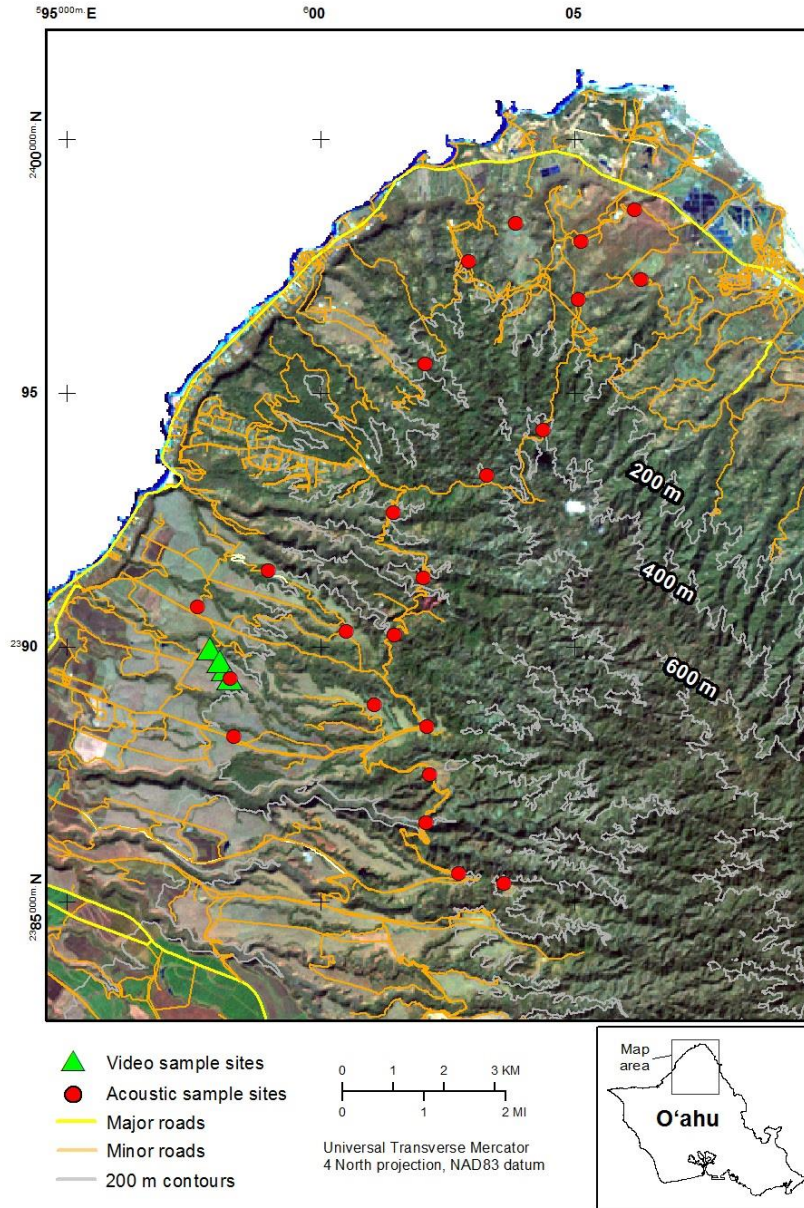 595000m. E
600
05
2400000m. N
95
200 m
400 m
2390
600 m
2385000m. N
Video sample sites
Acoustic sample sites
Major roads
Minor roads
200 m contours
0 1 2 3 KM
0 1 2 MI
Universal Transverse Mercator
4 North projection, NAD83 datum
Map
area
O‘ahu